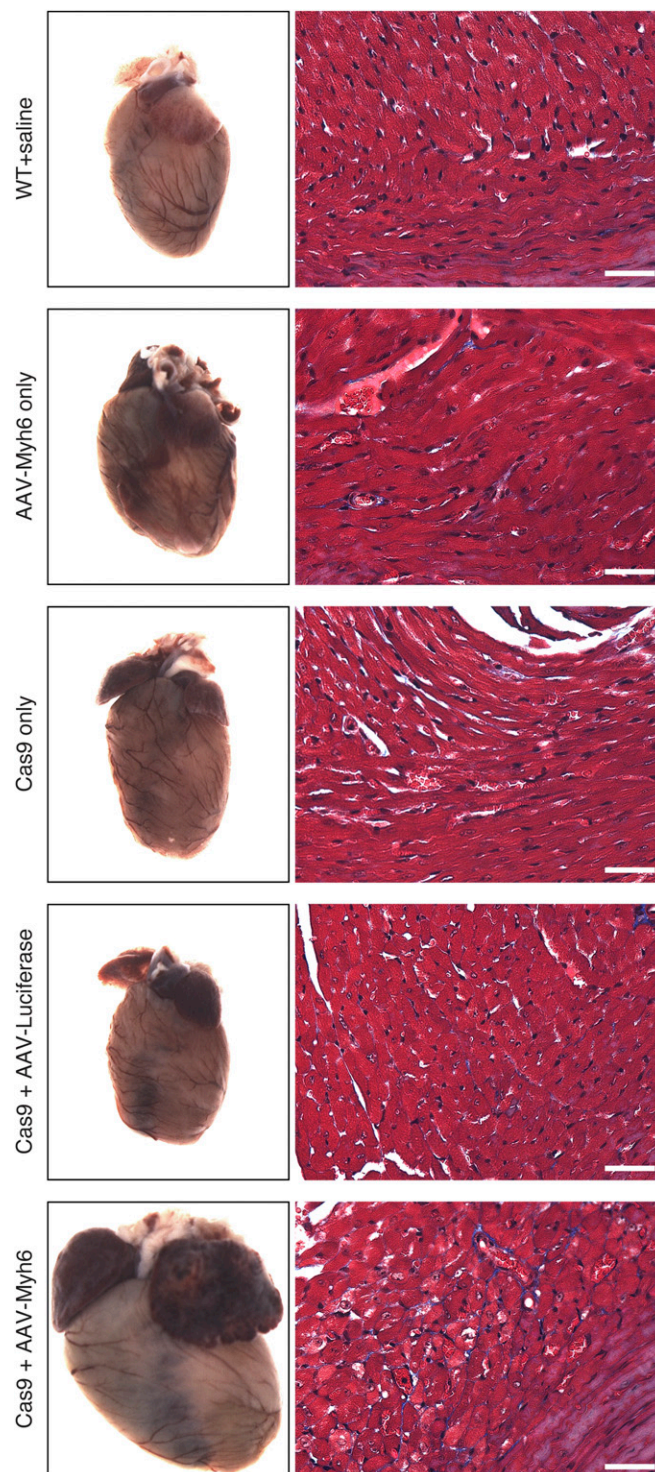 WT+saline
AAV-Myh6 only
Cas9 only
Cas9 + AAV-Luciferase
Cas9 + AAV-Myh6